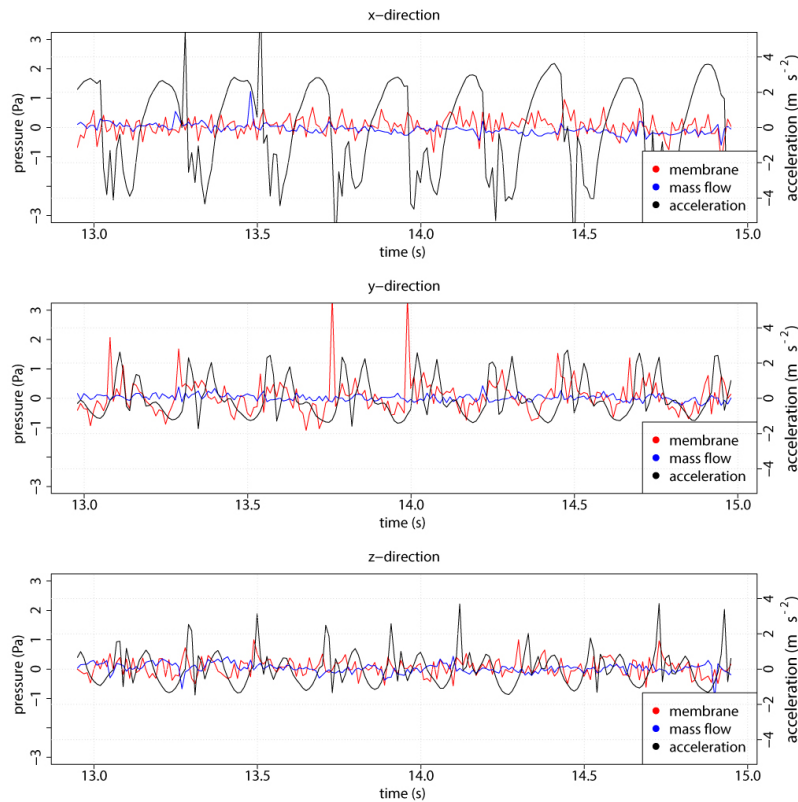 x−direction
pressure (Pa)
3
2
1
0
−1
−3
4
2
0
−2
−4
acceleration (m s⁻²)
membrane
mass flow
acceleration
13.0 13.5 14.0 14.5 15.0
time (s)
y−direction
pressure (Pa)
3
2
1
0
−1
−3
4
2
0
−2
−4
acceleration (m s⁻²)
membrane
mass flow
acceleration
13.0 13.5 14.0 14.5 15.0
time (s)
z−direction
pressure (Pa)
3
2
1
0
−1
−3
4
2
0
−2
−4
acceleration (m s⁻²)
membrane
mass flow
acceleration
13.0 13.5 14.0 14.5 15.0
time (s)